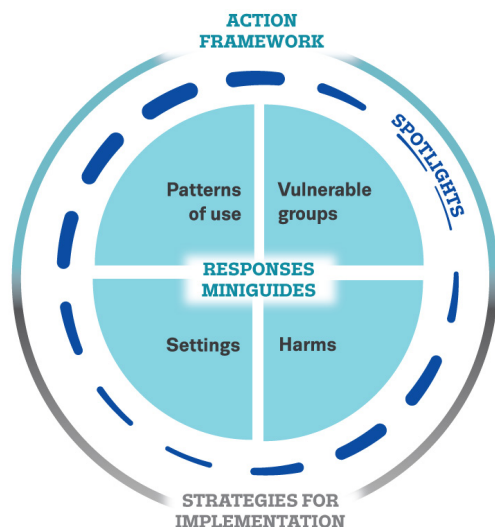 ACTION
FRAMEWORK
SPOTLIGHTS
Patterns
of use
Vulnerable
groups
RESPONSES
MINIGUIDES
Settings
Harms
STRATEGIES FOR
IMPLEMENTATION